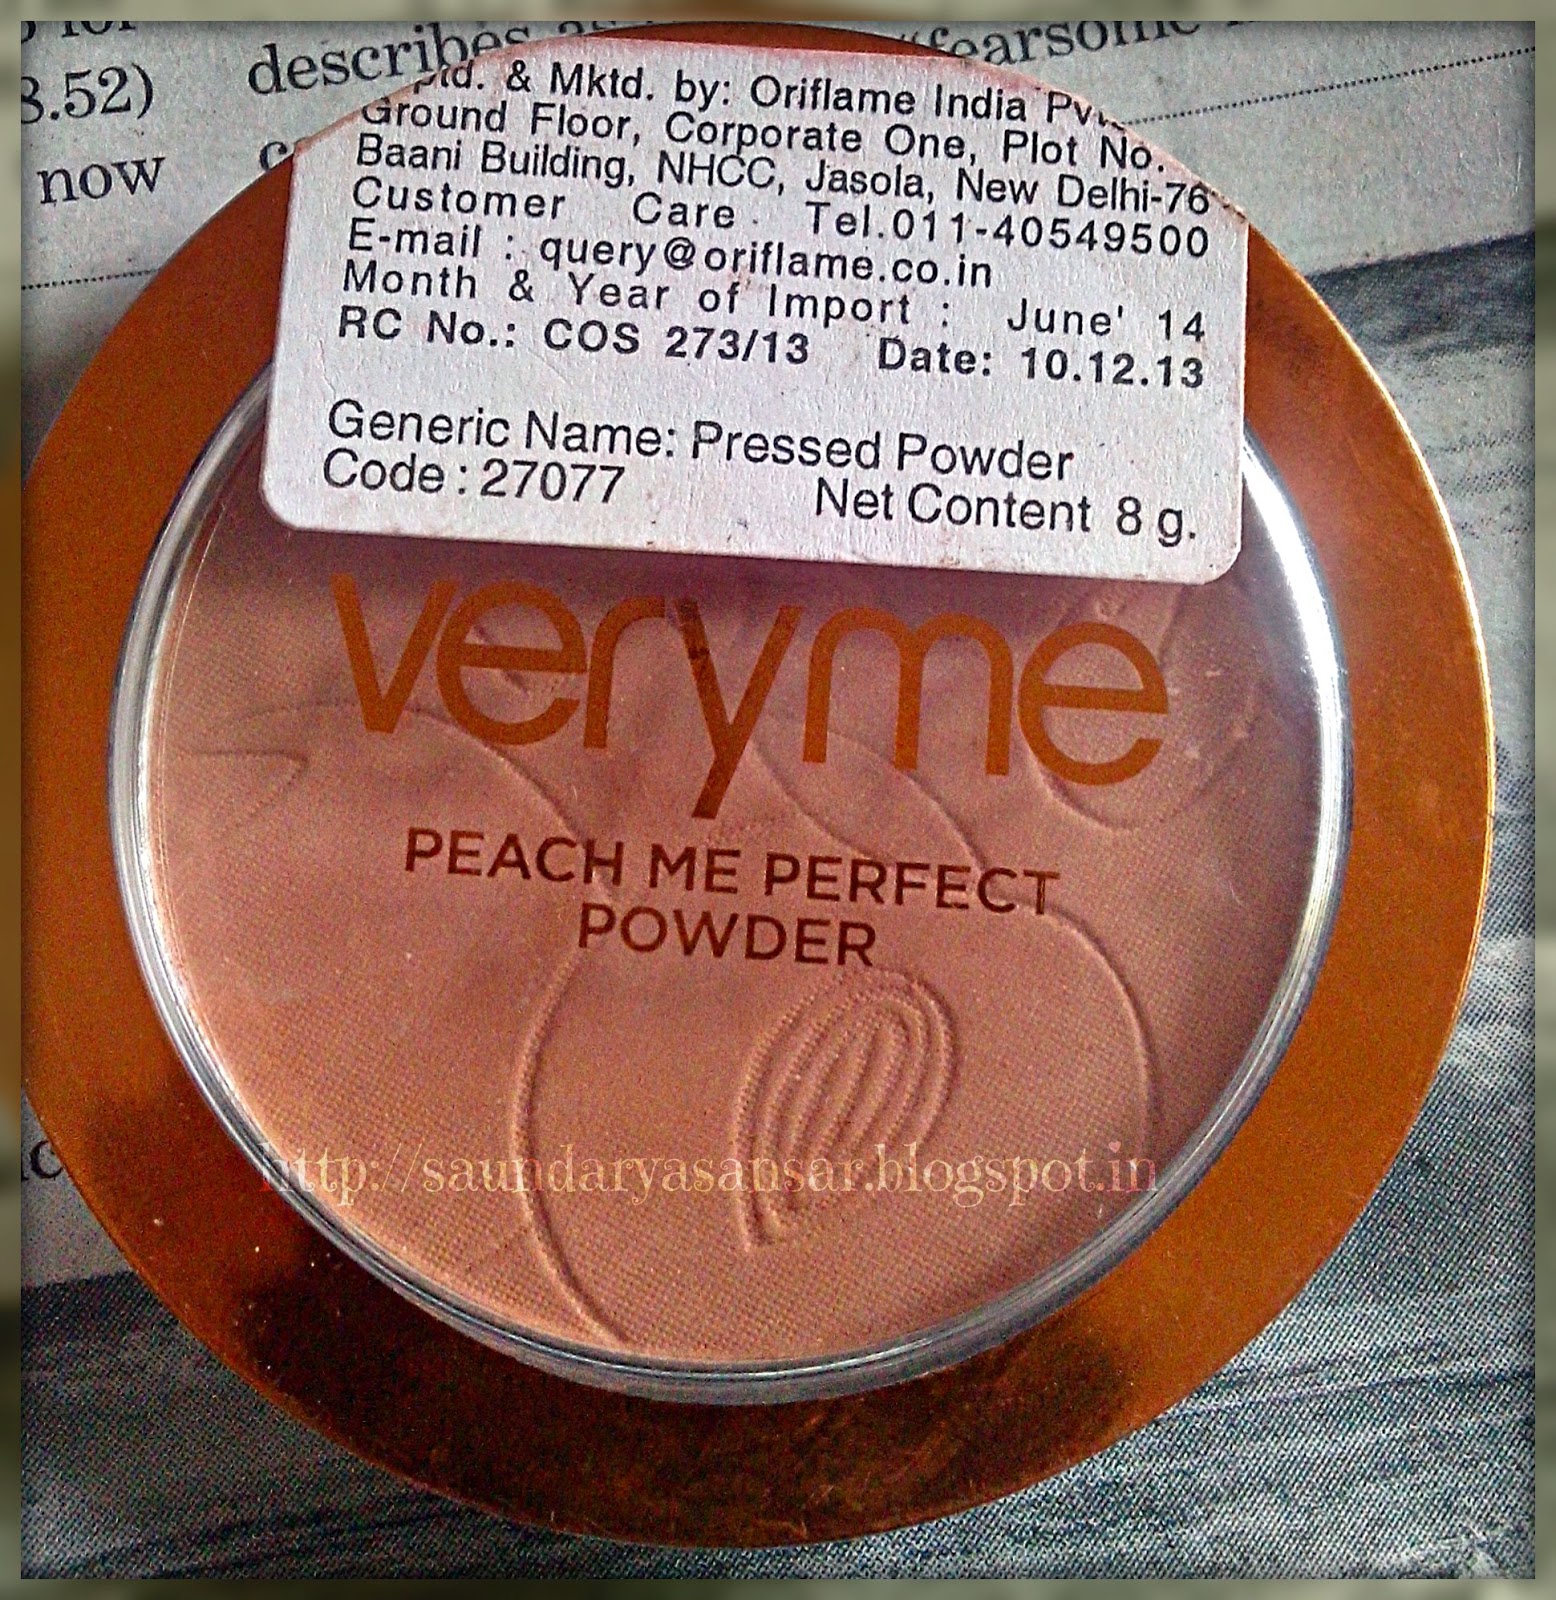 describes
"fearsome
3.52)
now
& Mktd. by: Oriflame India
Ground Floor, Corporate One, Plot No.
Baani Building, NHCC, Jasola, New Delhi-76
Customer Care Tel.011-40549500
E-mail : query@oriflame.co.in
Month & Year of Import : June' 14
RC No.: COS 273/13 Date: 10.12.13
Generic Name: Pressed Powder
Code : 27077 Net Content 8 g.
veryme
PEACH ME PERFECT
POWDER
http://saundaryasansar.blogspot.in